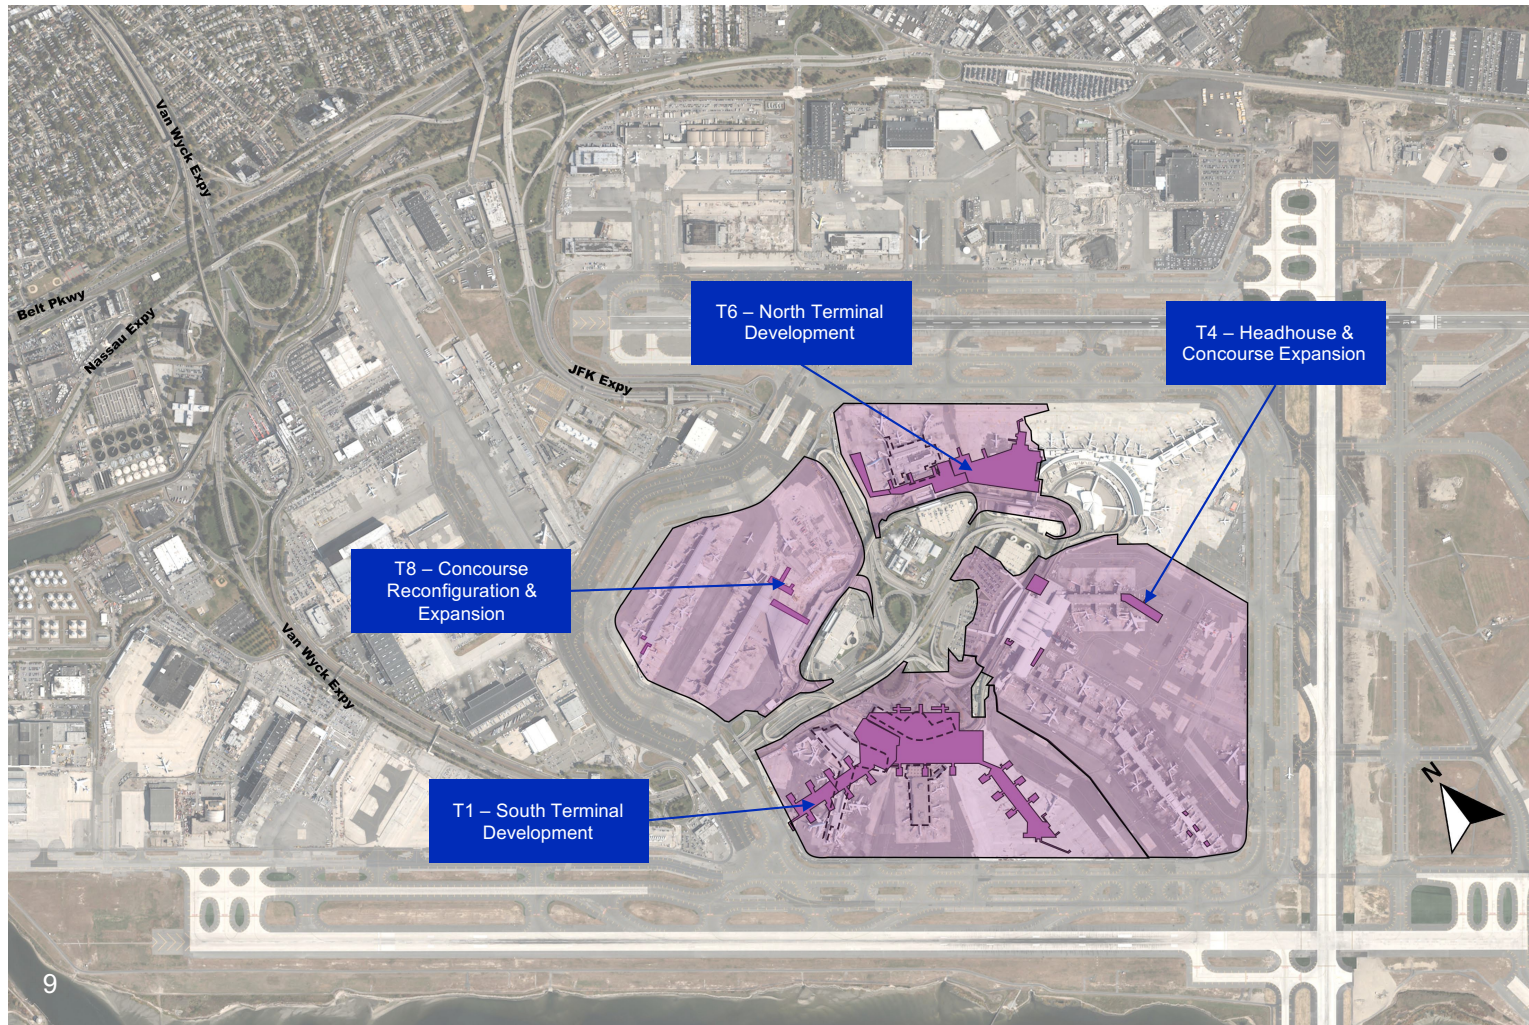 Van Wyck Expy
Belt Pkwy
Nassau Expy
JFK Expy
T6 – North Terminal
Development
T4 – Headhouse &
Concourse Expansion
T8 – Concourse
Reconfiguration &
Expansion
Van Wyck Expy
T1 – South Terminal
Development
N
9